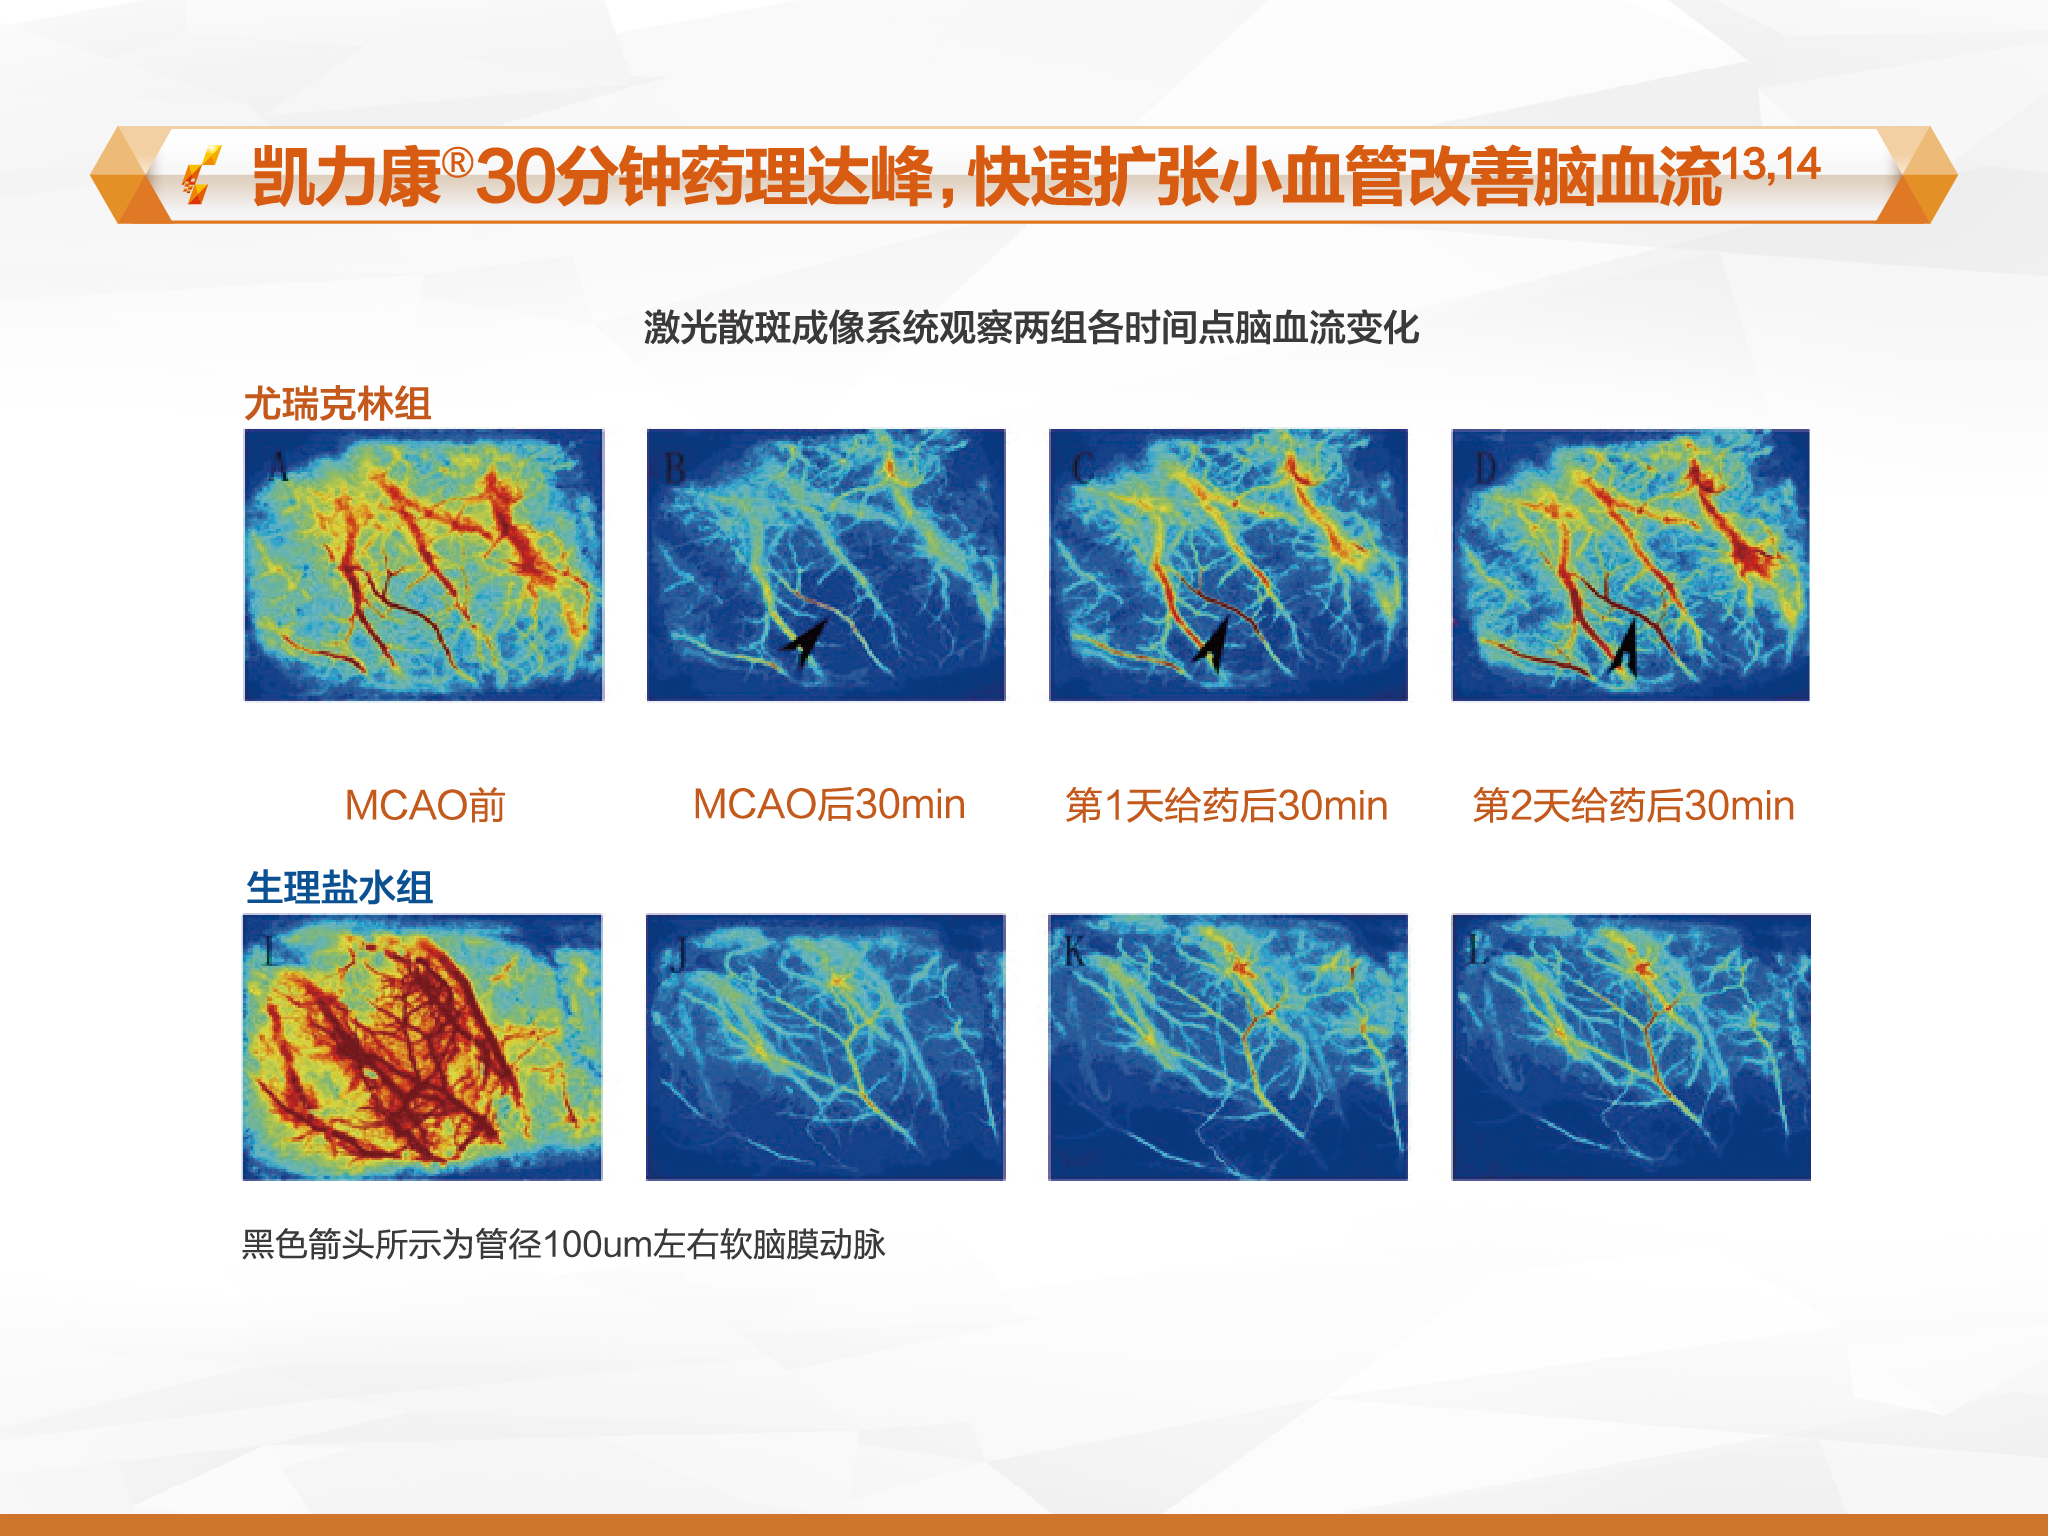 凯力康®30分钟药理达峰，快速扩张小血管改善脑血流13,14
激光散斑成像系统观察两组各时间点脑血流变化
尤瑞克林组
A
B
C
D
MCAO前
MCAO后30min
第1天给药后30min
第2天给药后30min
生理盐水组
I
J
K
L
黑色箭头所示为管径100um左右软脑膜动脉